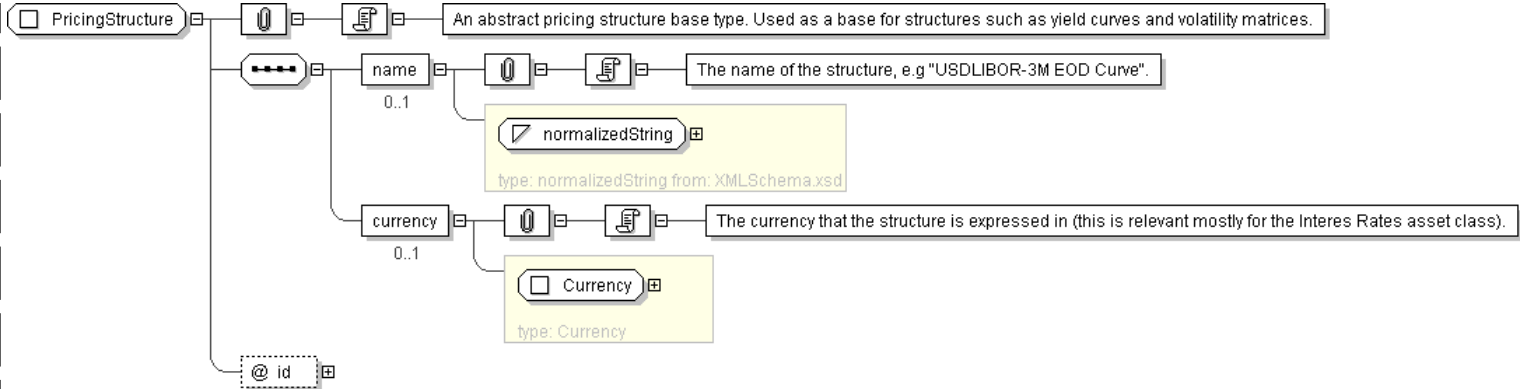 PricingStructure
An abstract pricing structure base type. Used as a base for structures such as yield curves and volatility matrices.
name
The name of the structure, e.g "USDLIBOR-3M EOD Curve".
0..1
normalizedString
type: normalizedString from: XMLSchema.xsd
currency
The currency that the structure is expressed in (this is relevant mostly for the Interes Rates asset class).
0..1
Currency
type: Currency
@ id